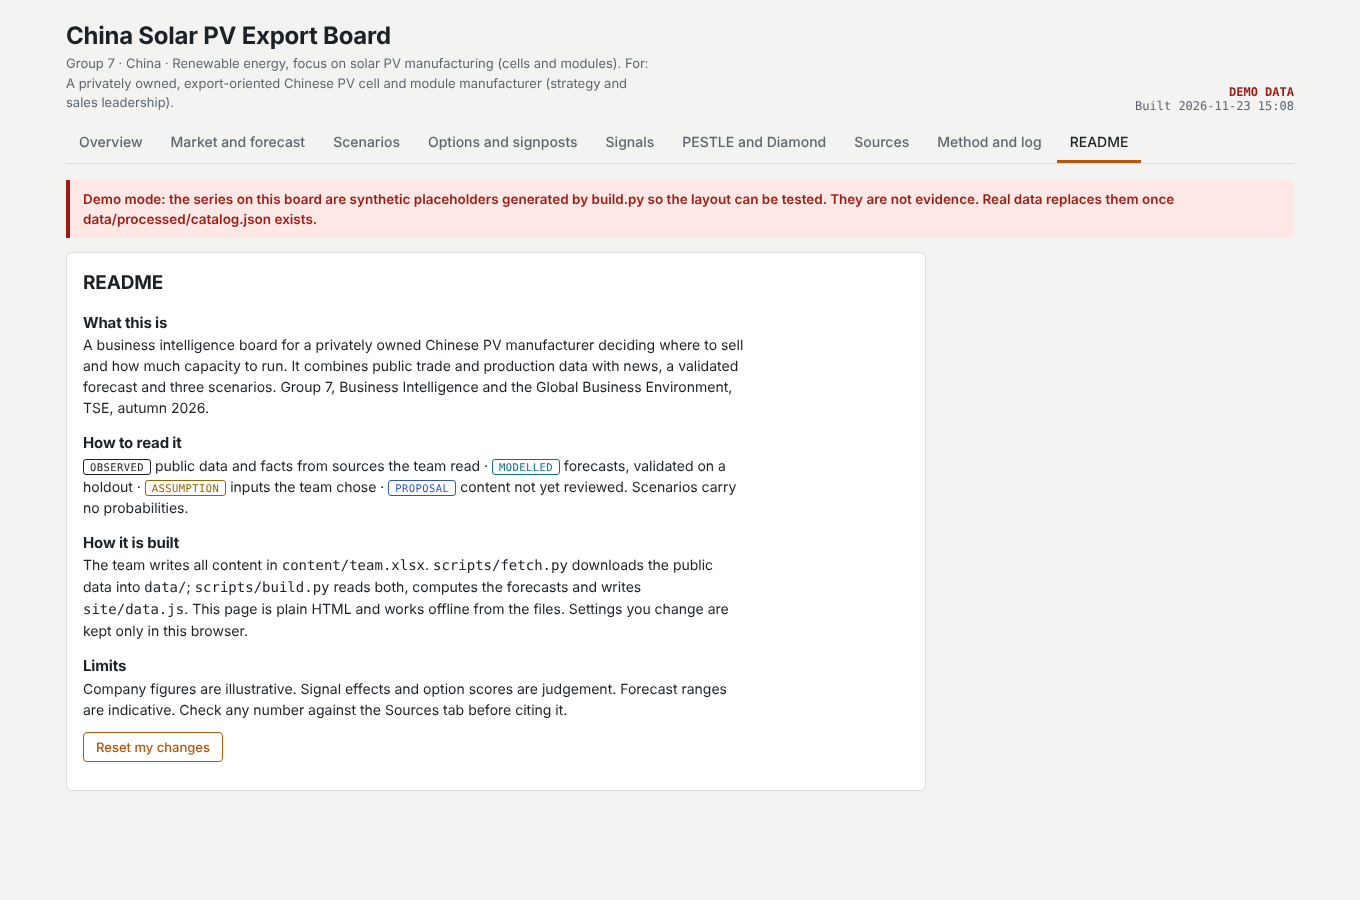 China Solar PV Export Board
Group 7 · China · Renewable energy, focus on solar PV manufacturing (cells and modules). For:
A privately owned, export-oriented Chinese PV cell and module manufacturer (strategy and
sales leadership).
DEMO DATA
Built 2026-11-23 15:08
Overview Market and forecast Scenarios Options and signposts Signals PESTLE and Diamond Sources Method and log README
Demo mode: the series on this board are synthetic placeholders generated by build.py so the layout can be tested. They are not evidence. Real data replaces them once
data/processed/catalog.json exists.
README
What this is
A business intelligence board for a privately owned Chinese PV manufacturer deciding where to sell
and how much capacity to run. It combines public trade and production data with news, a validated
forecast and three scenarios. Group 7, Business Intelligence and the Global Business Environment,
TSE, autumn 2026.
How to read it
OBSERVED public data and facts from sources the team read · MODELLED forecasts, validated on a
holdout · ASSUMPTION inputs the team chose · PROPOSAL content not yet reviewed. Scenarios carry
no probabilities.
How it is built
The team writes all content in content/team.xlsx. scripts/fetch.py downloads the public
data into data/; scripts/build.py reads both, computes the forecasts and writes
site/data.js. This page is plain HTML and works offline from the files. Settings you change are
kept only in this browser.
Limits
Company figures are illustrative. Signal effects and option scores are judgement. Forecast ranges
are indicative. Check any number against the Sources tab before citing it.
Reset my changes